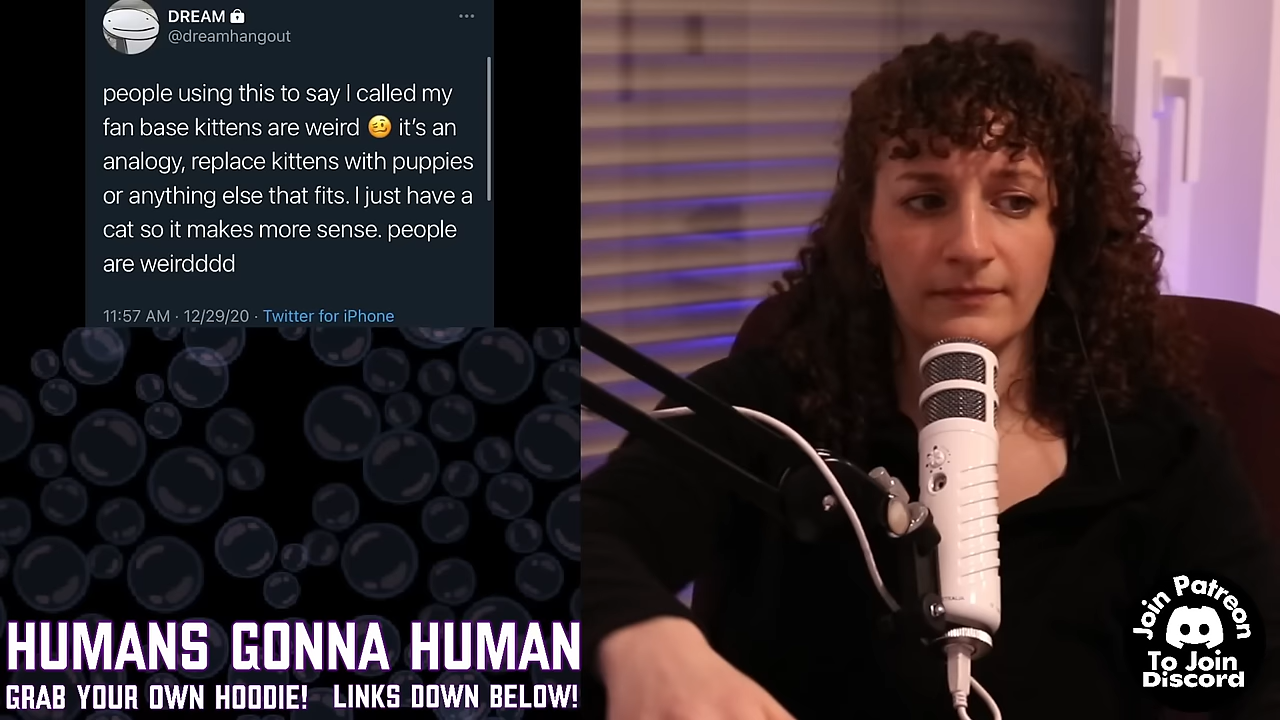 DREAM
@dreamhangout
people using this to say I called my
fan base kittens are weird 🥴 it's an
analogy, replace kittens with puppies
or anything else that fits. I just have a
cat so it makes more sense. people
are weirdddd
11:57 AM · 12/29/20 · Twitter for iPhone
HUMANS GONNA HUMAN
GRAB YOUR OWN HOODIE! LINKS DOWN BELOW!
Join Patreon
To Join
Discord